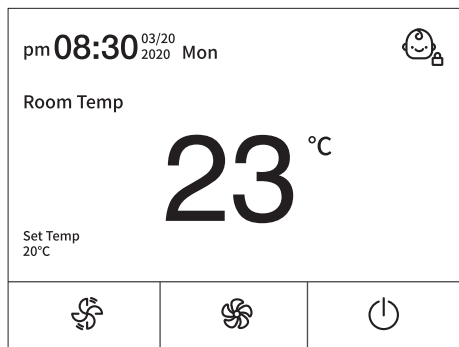 pm 08:30 03/20 2020 Mon
Room Temp
23 °C
Set Temp
20°C